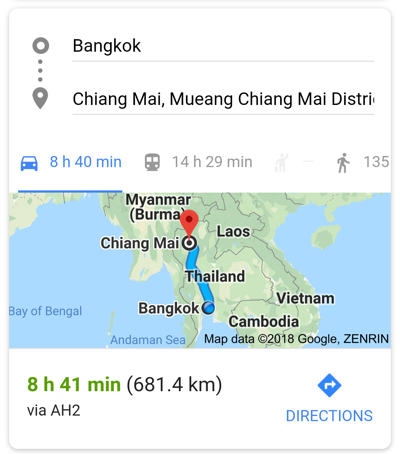 Bangkok
Chiang Mai, Mueang Chiang Mai Distri
8 h 40 min 14 h 29 min — 135
Myanmar
(Burma)
Chiang Mai
Laos
Thailand
Bangkok
Vietnam
Bay of Bengal
Cambodia
Andaman Sea
Map data ©2018 Google, ZENRIN
8 h 41 min (681.4 km)
via AH2
DIRECTIONS